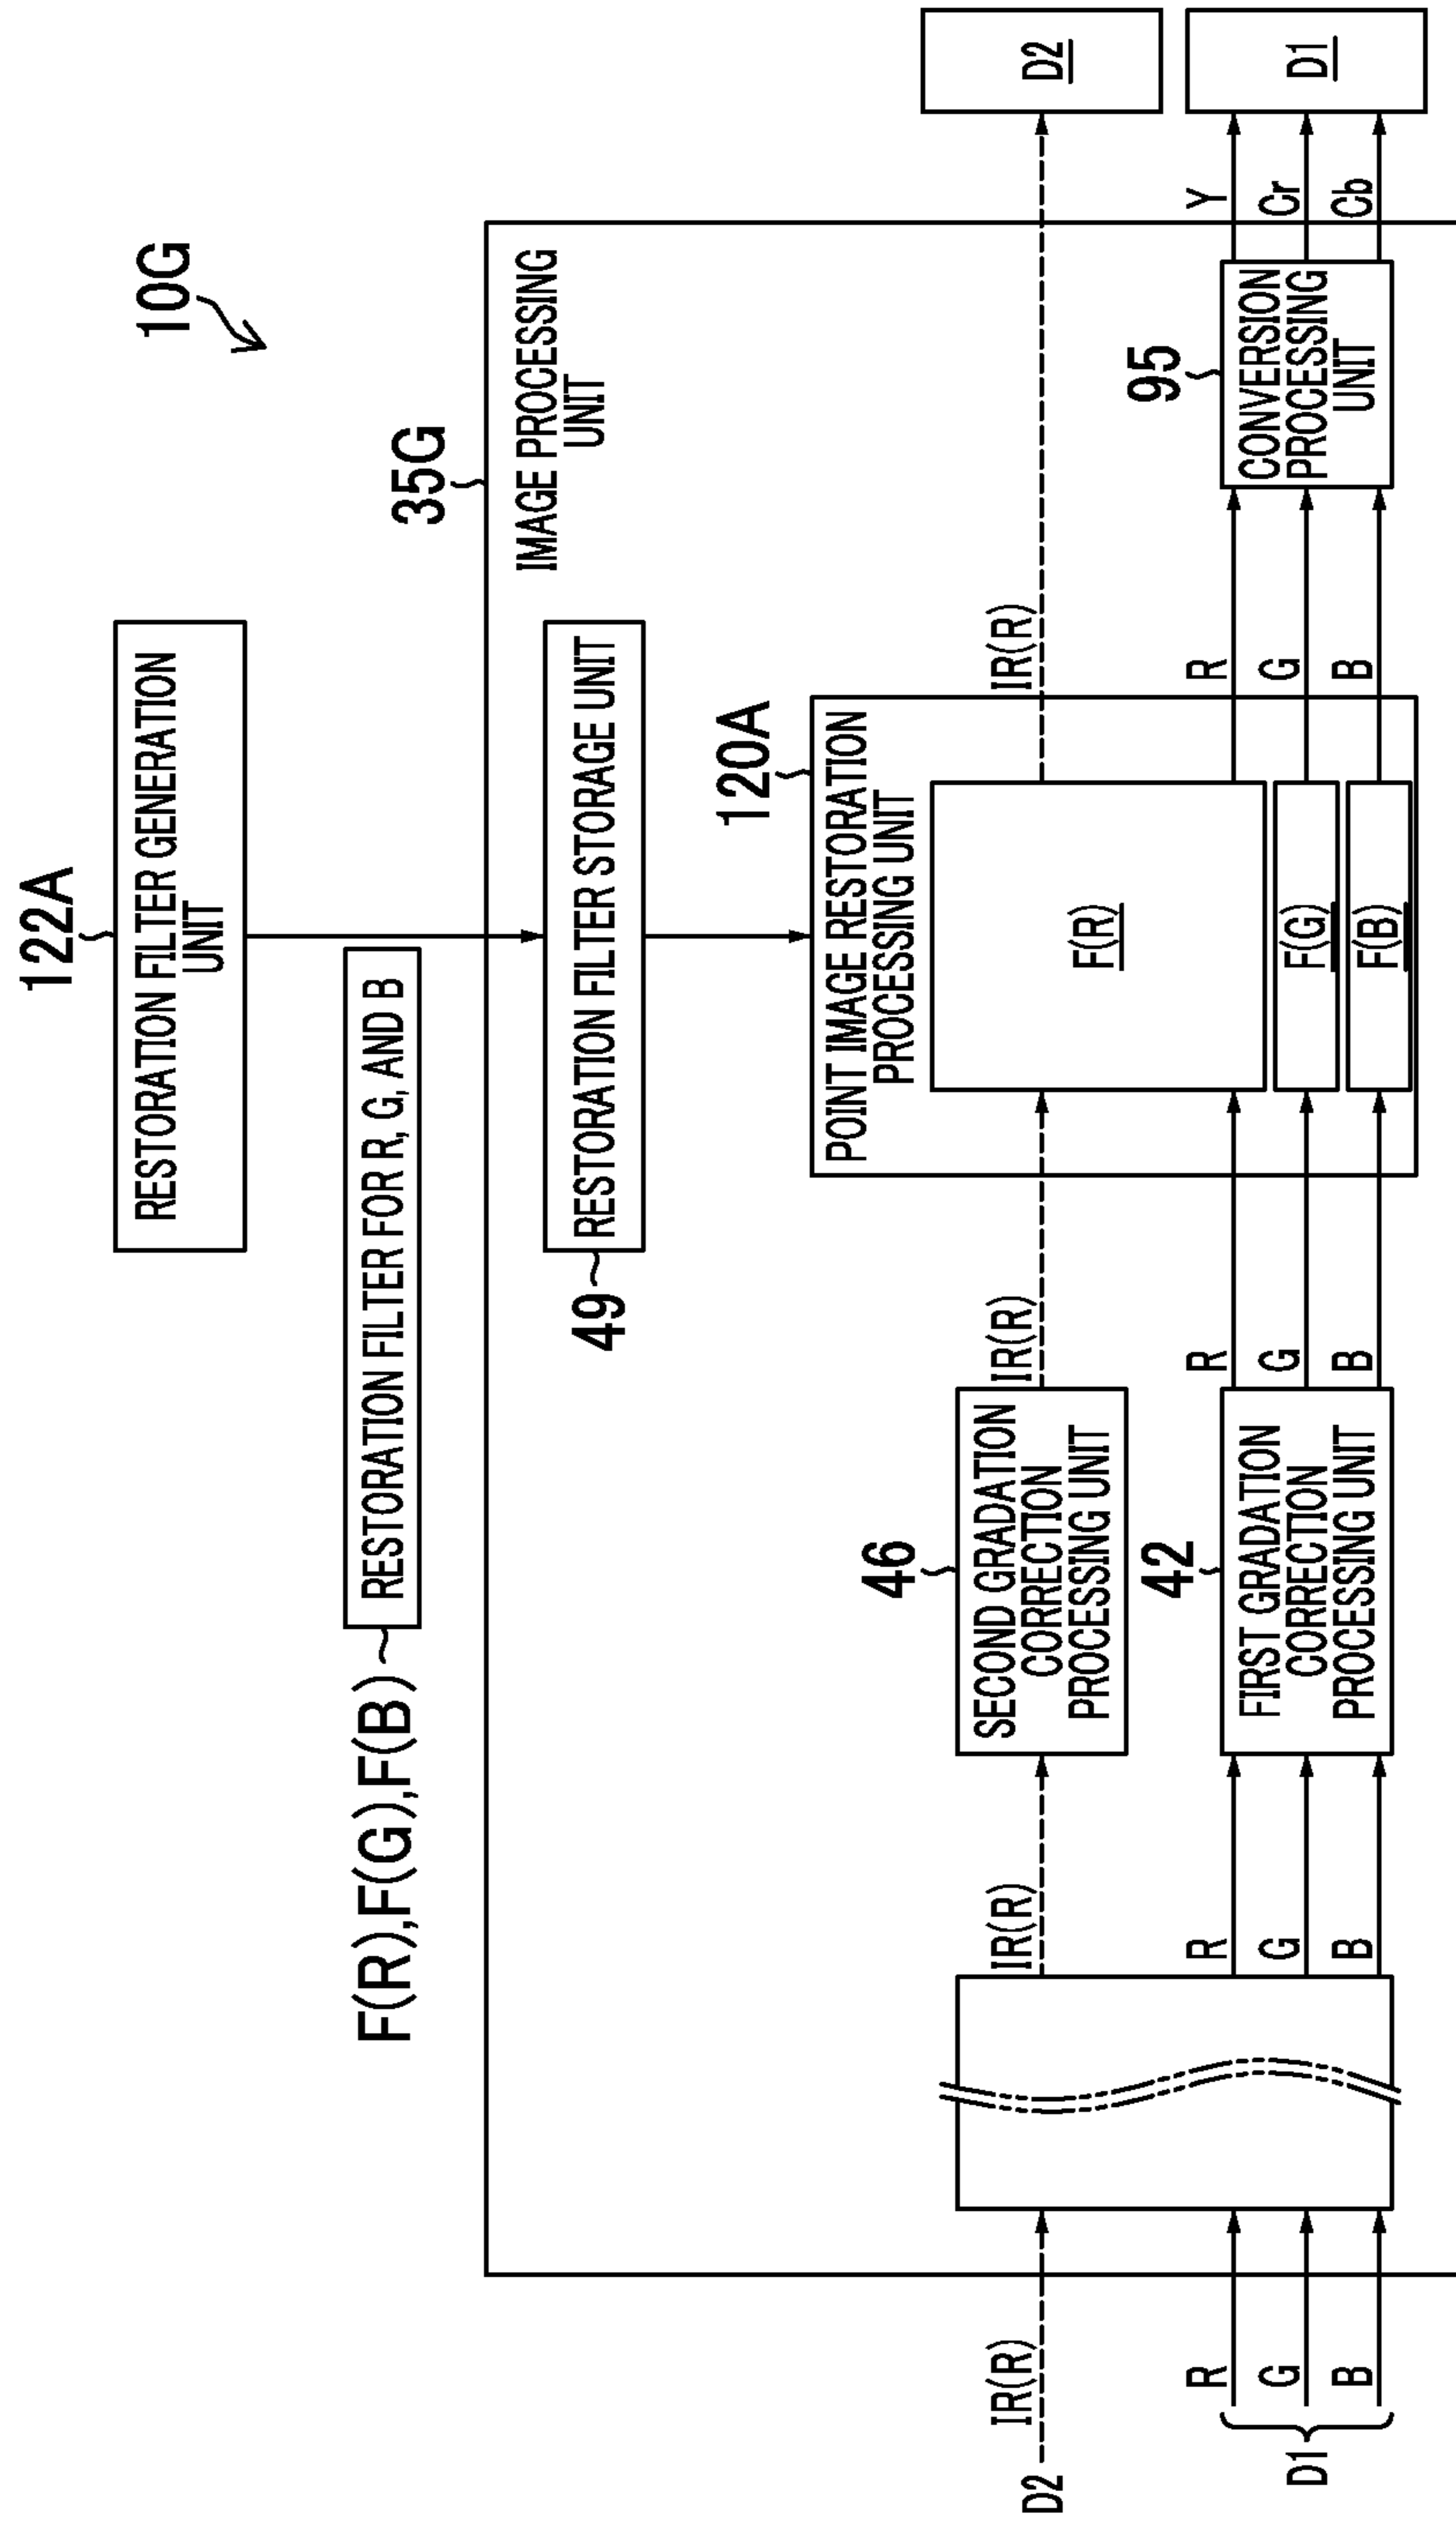 10G
122A
RESTORATION FILTER GENERATION
UNIT
F(R),F(G),F(B)
RESTORATION FILTER FOR R, G, AND B
35G
IMAGE PROCESSING
UNIT
49
RESTORATION FILTER STORAGE UNIT
120A
POINT IMAGE RESTORATION
PROCESSING UNIT
D2
IR(R)
IR(R)
46
SECOND GRADATION
CORRECTION
PROCESSING UNIT
IR(R)
F(R)
IR(R)
D2
D1
R
G
B
R
G
B
42
FIRST GRADATION
CORRECTION
PROCESSING UNIT
R
G
B
F(G)
F(B)
R
G
B
95
CONVERSION
PROCESSING
UNIT
Y
Cr
Cb
D1